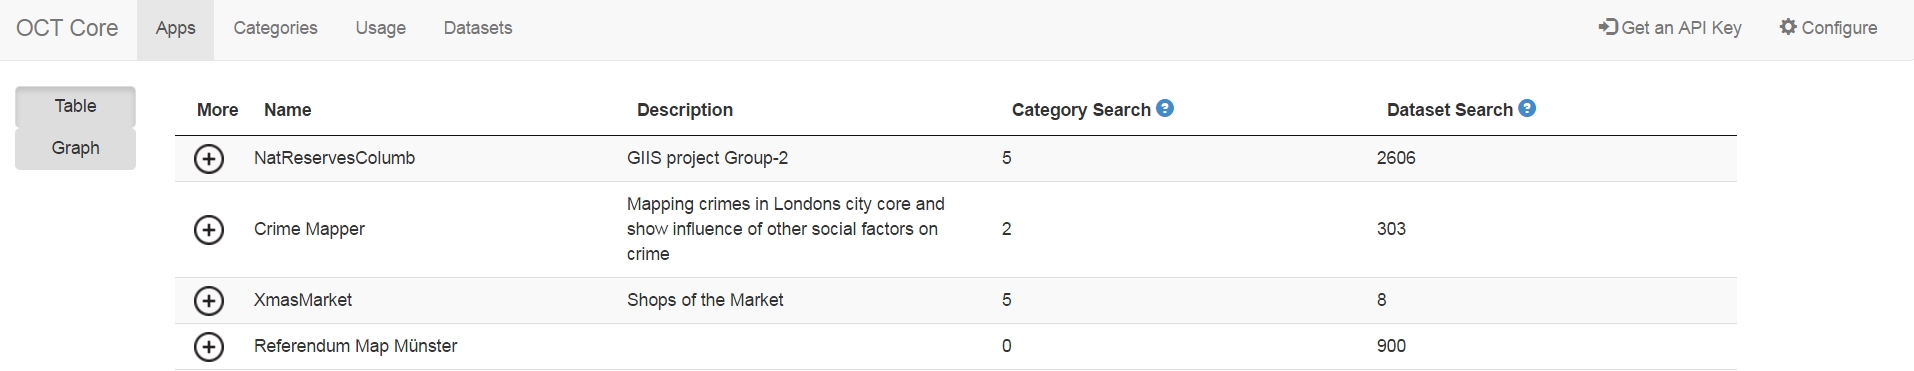 OCT Core Apps Categories Usage Datasets Get an API Key Configure
Table
Graph
More Name Description Category Search ? Dataset Search ?
NatReservesColumb GIIS project Group-2 5 2606
Crime Mapper Mapping crimes in Londons city core and
show influence of other social factors on
crime 2 303
XmasMarket Shops of the Market 5 8
Referendum Map Münster 0 900